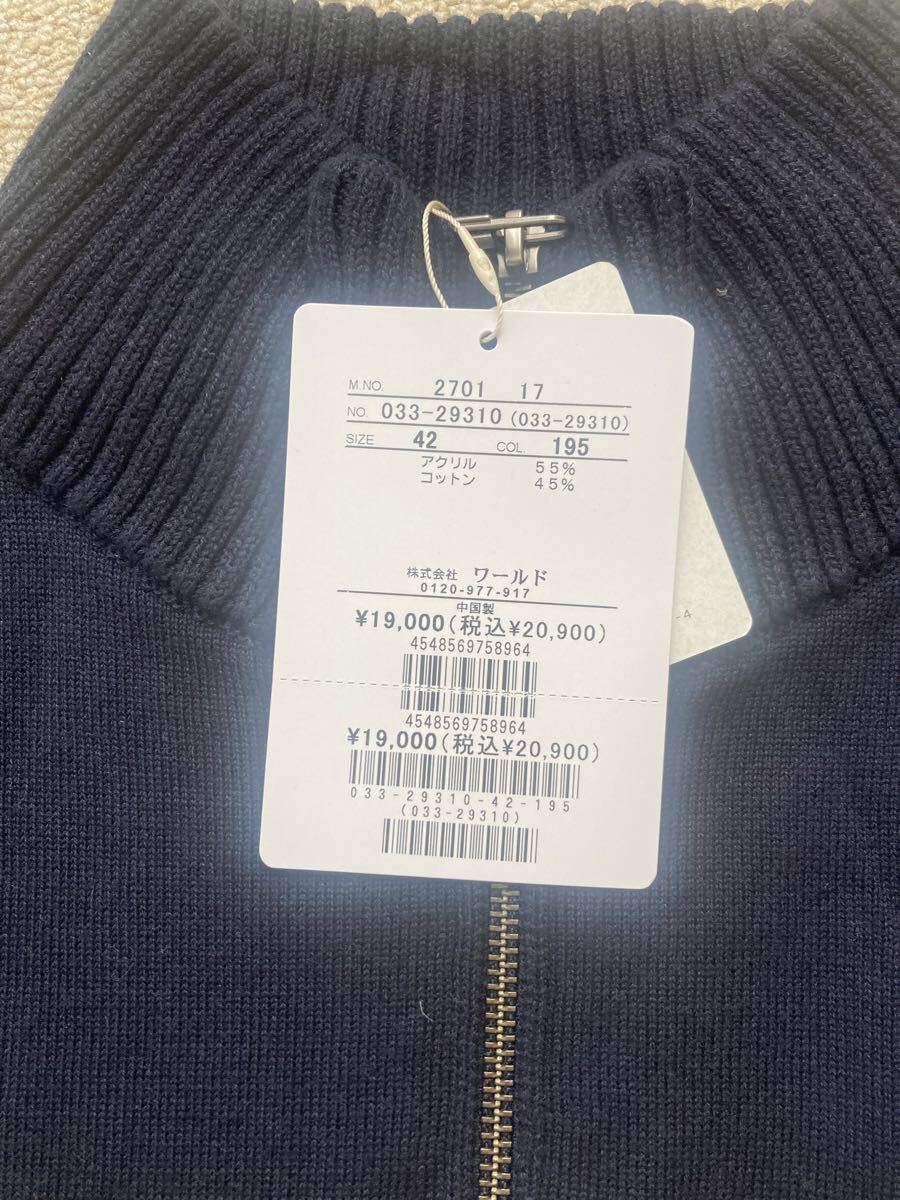 M.NO. 2701 17
NO. 033-29310 (033-29310)
SIZE 42 COL. 195
アクリル 55%
コットン 45%
株式会社 ワールド
0120-977-917
中国製
¥19,000(税込¥20,900)
4548569758964
4548569758964
¥19,000(税込¥20,900)
033-29310-42-195
(033-29310)
-4